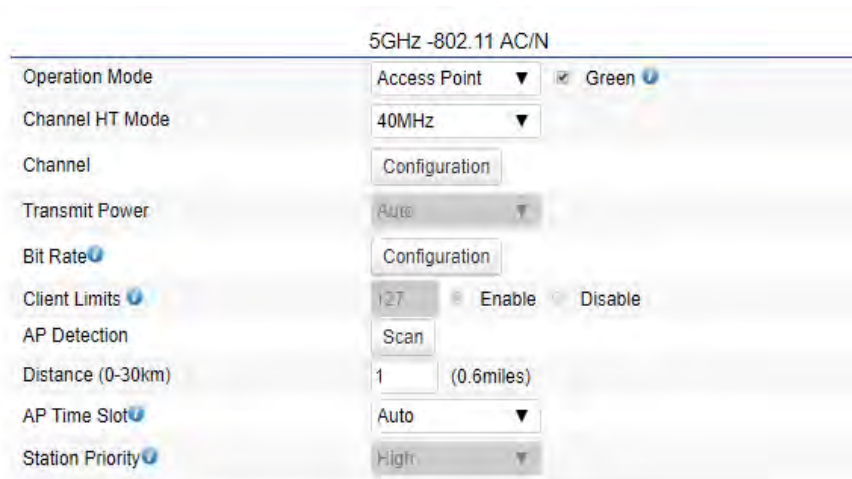 5GHz -802.11 AC/N
Operation Mode Access Point Green
Channel HT Mode 40MHz
Channel Configuration
Transmit Power Auto
Bit Rate Configuration
Client Limits 127 Enable Disable
AP Detection Scan
Distance (0-30km) 1 (0.6miles)
AP Time Slot Auto
Station Priority High